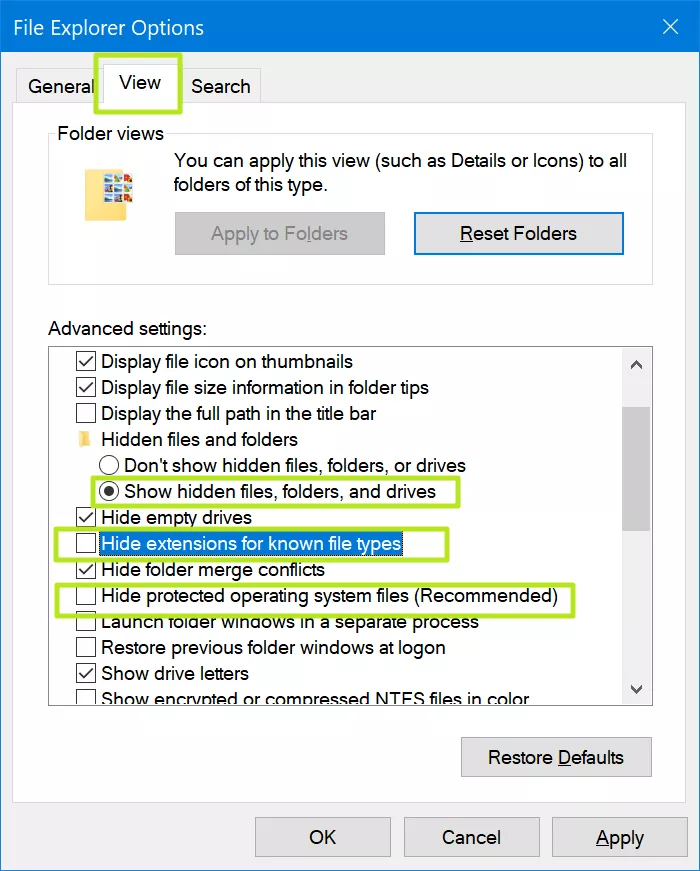 File Explorer Options
General View Search
Folder views
You can apply this view (such as Details or Icons) to all
folders of this type.
Apply to Folders Reset Folders
Advanced settings:
Display file icon on thumbnails
Display file size information in folder tips
Display the full path in the title bar
Hidden files and folders
Don't show hidden files, folders, or drives
Show hidden files, folders, and drives
Hide empty drives
Hide extensions for known file types
Hide folder merge conflicts
Hide protected operating system files (Recommended)
Launch folder windows in a separate process
Restore previous folder windows at logon
Show drive letters
Show encrypted or compressed NTFS files in color
Restore Defaults
OK Cancel Apply